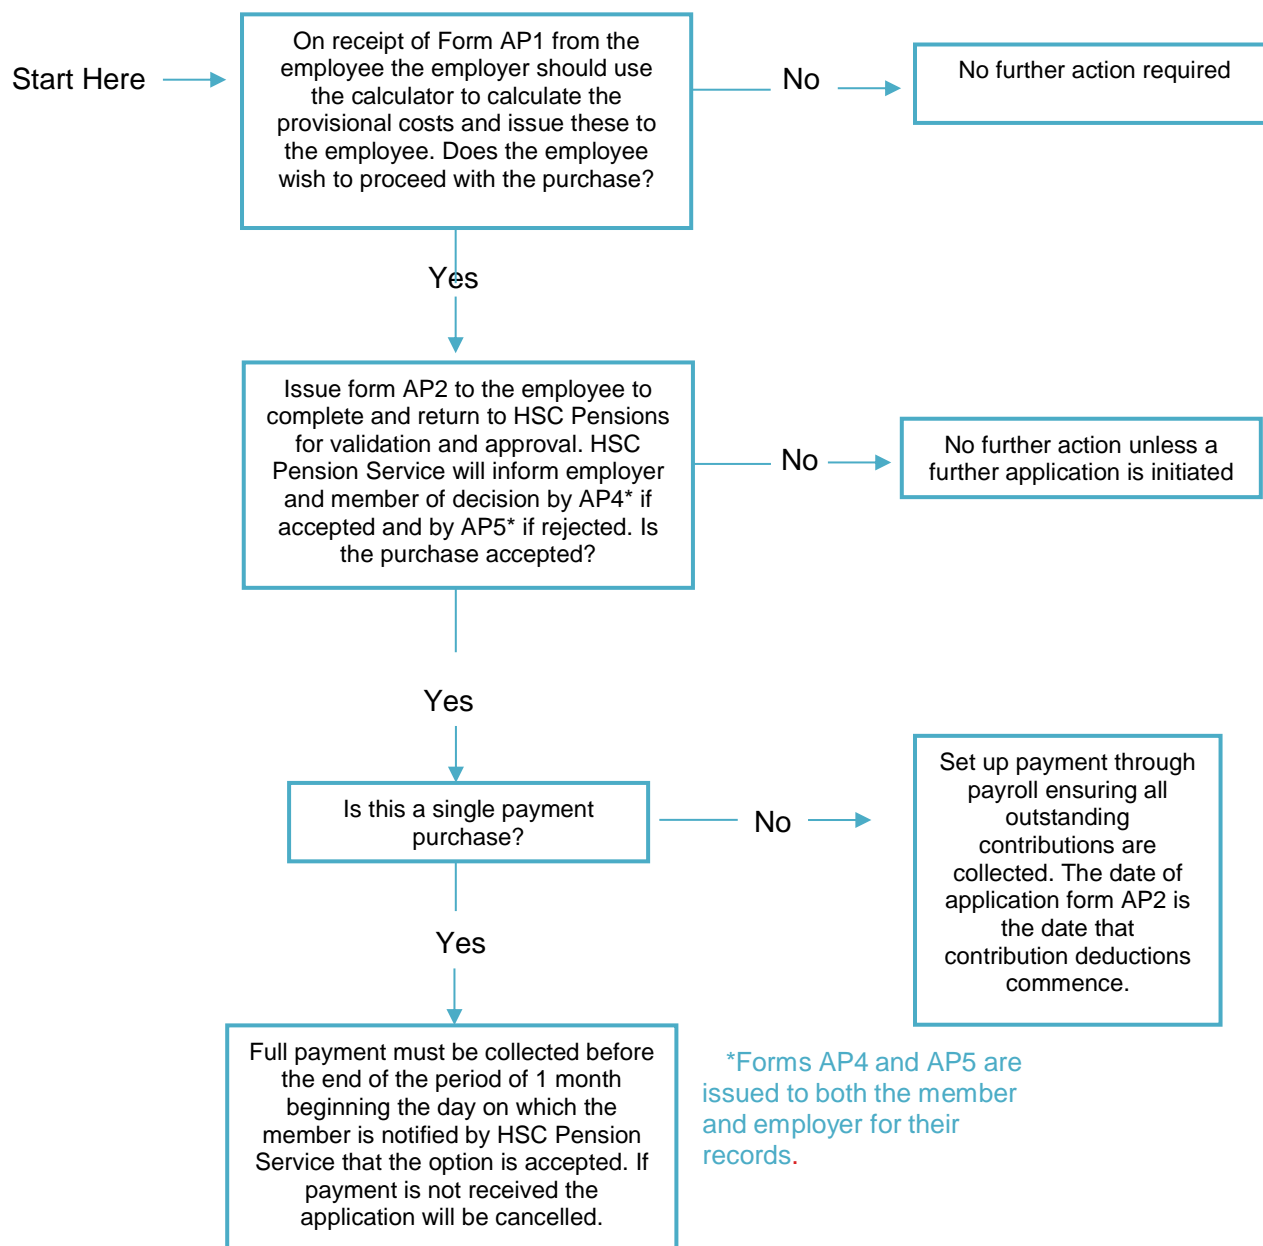 Start Here
On receipt of Form AP1 from the
employee the employer should use
the calculator to calculate the
provisional costs and issue these to
the employee. Does the employee
wish to proceed with the purchase?
No
No further action required
Yes
Issue form AP2 to the employee to
complete and return to HSC Pensions
for validation and approval. HSC
Pension Service will inform employer
and member of decision by AP4* if
accepted and by AP5* if rejected. Is
the purchase accepted?
No
No further action unless a
further application is initiated
Yes
Is this a single payment
purchase?
No
Set up payment through
payroll ensuring all
outstanding
contributions are
collected. The date of
application form AP2 is
the date that
contribution deductions
commence.
Yes
Full payment must be collected before
the end of the period of 1 month
beginning the day on which the
member is notified by HSC Pension
Service that the option is accepted. If
payment is not received the
application will be cancelled.
*Forms AP4 and AP5 are
issued to both the member
and employer for their
records.